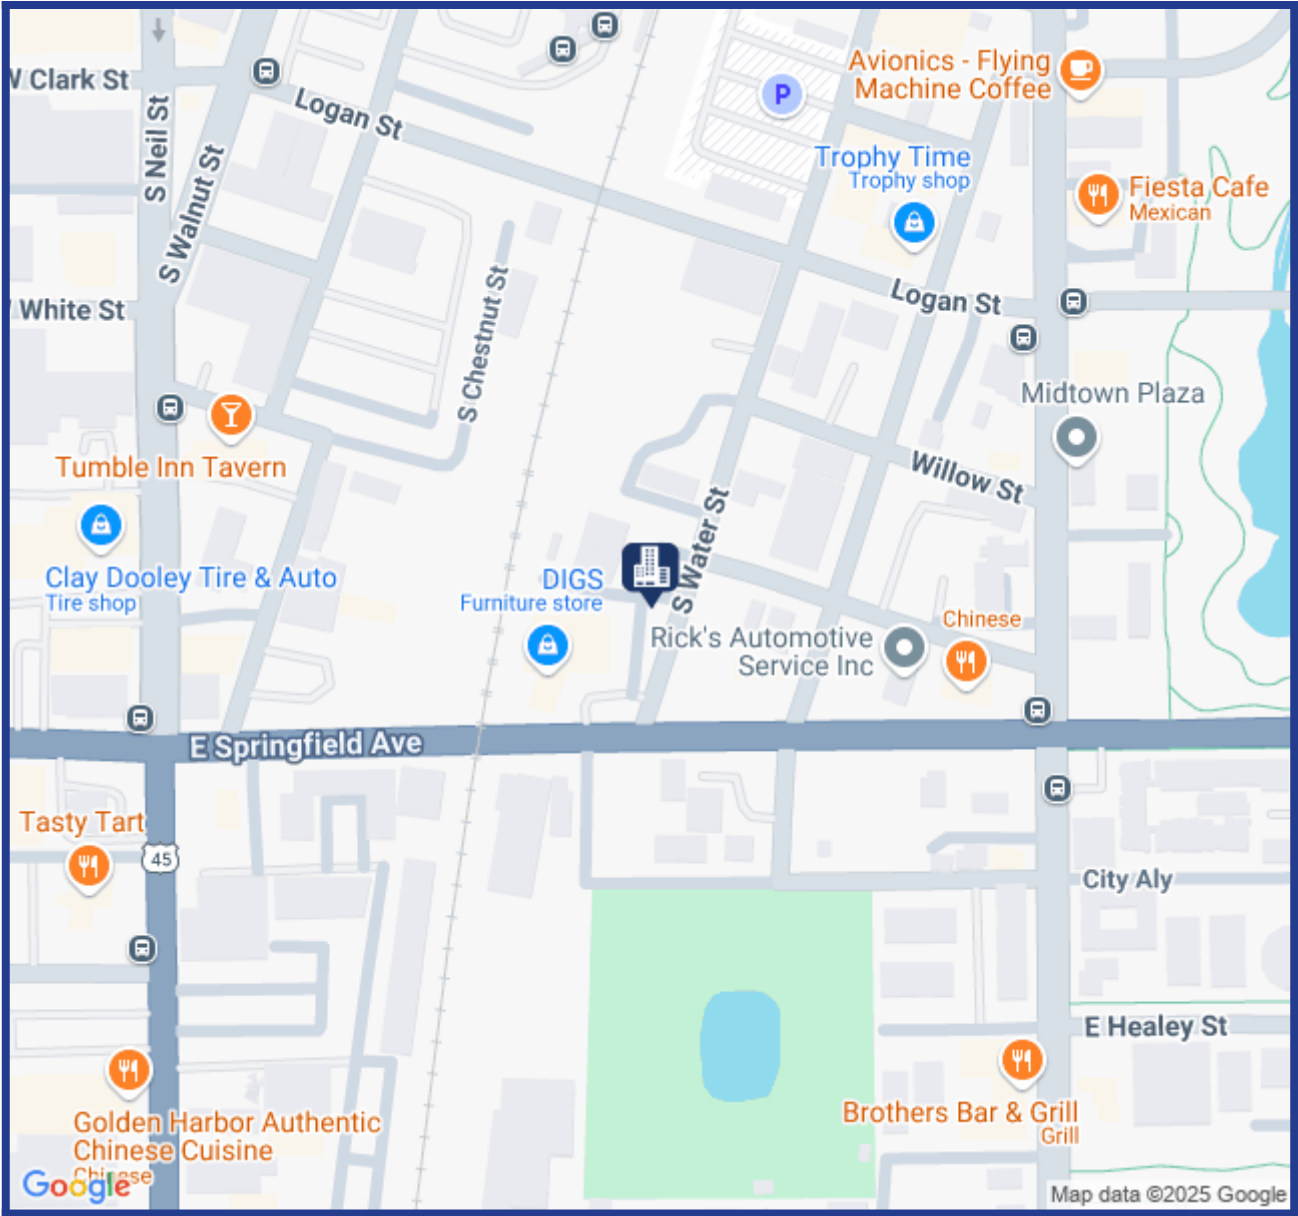 W Clark St
S Neil St
S Walnut St
Logan St
P
Avionics - Flying
Machine Coffee
Trophy Time
Trophy shop
Fiesta Cafe
Mexican
White St
S Chestnut St
Logan St
Midtown Plaza
Tumble Inn Tavern
Willow St
S Water St
Clay Dooley Tire & Auto
Tire shop
DIGS
Furniture store
Chinese
Rick's Automotive
Service Inc
E Springfield Ave
Tasty Tart
45
City Aly
E Healey St
Golden Harbor Authentic
Chinese Cuisine
Chinese
Brothers Bar & Grill
Grill
Google
Map data ©2025 Google